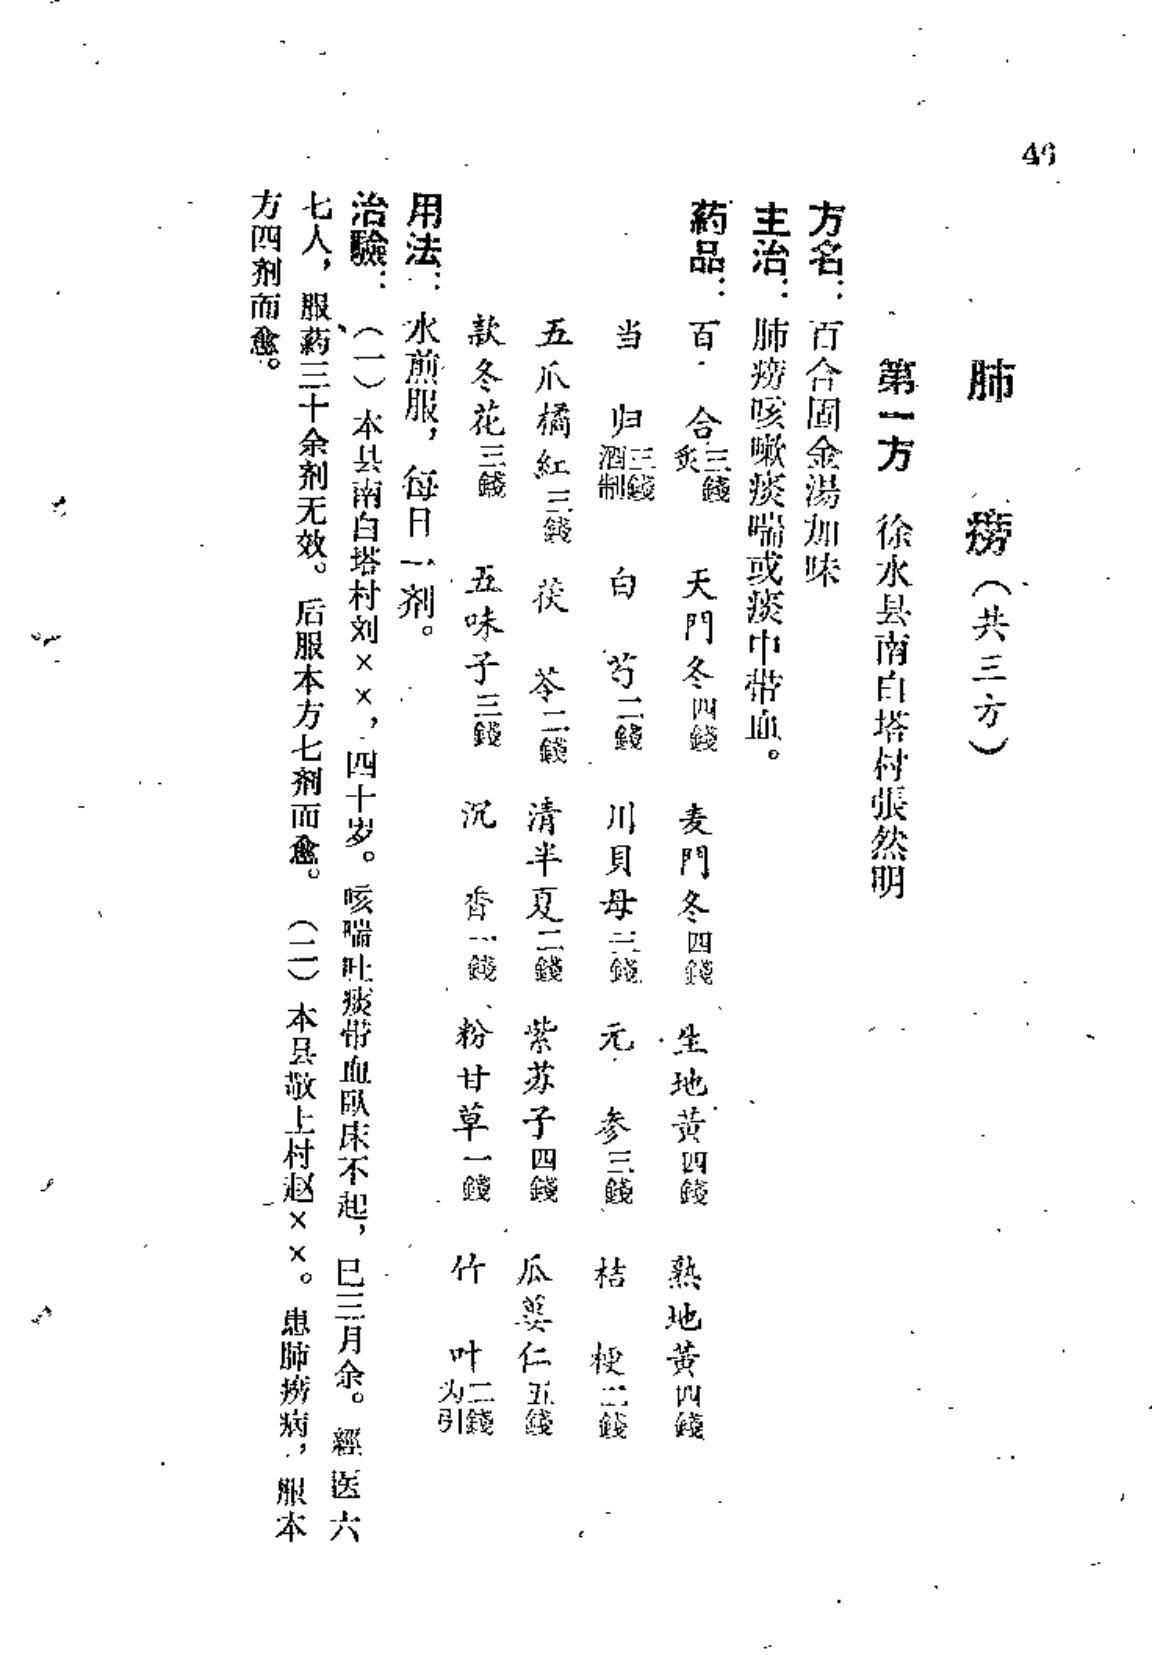 46
肺 痨（共三方）
第一方 徐水县南白塔村張然明
方名：百合固金湯加味
主治：肺痨咳嗽痰喘或痰中带血。
葯品：百合炙三錢 天門冬四錢 麦門冬四錢 生地黃四錢 熟地黃四錢
当归酒制三錢 白芍二錢 川貝母二錢 元参三錢 桔梗二錢
五爪橘紅三錢 茯苓二錢 清半夏二錢 紫苏子四錢 瓜蒌仁五錢
款冬花三錢 五味子三錢 沉香一錢 粉甘草一錢 竹叶二錢为引
用法：水煎服，每日一剂。
治驗：（一）本县南白塔村刘××，四十岁。咳喘吐痰带血臥床不起，已三月余。經医六
七人，服葯三十余剂无效。后服本方七剂而愈。（二）本县敬上村赵××。患肺痨病，服本
方四剂而愈。